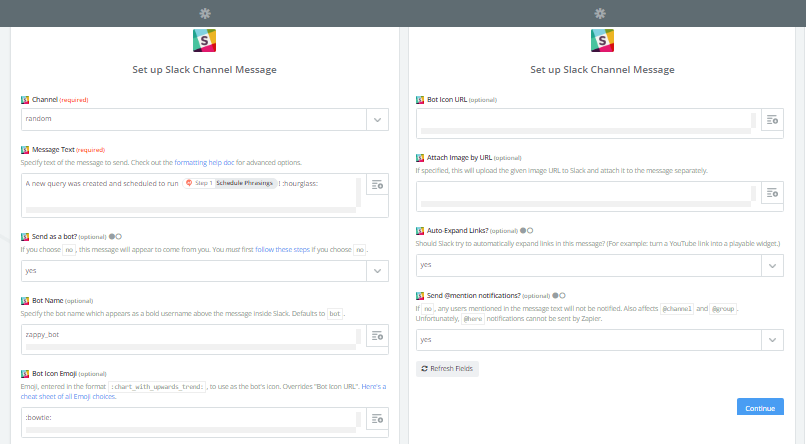 Set up Slack Channel Message
Channel (required)
random
Message Text (required)
Specify text of the message to send. Check out the formatting help doc for advanced options.
A new query was created and scheduled to run Step 1 Schedule Phrasings ! :hourglass:
Send as a bot? (optional)
If you choose no, this message will appear to come from you. You must first follow these steps if you choose no.
yes
Bot Name (optional)
Specify the bot name which appears as a bold username above the message inside Slack. Defaults to bot.
zappy_bot
Bot Icon Emoji (optional)
Emoji, entered in the format :chart_with_upwards_trend:, to use as the bot's icon. Overrides "Bot Icon URL". Here's a
cheat sheet of all Emoji choices.
:bowtie:
Set up Slack Channel Message
Bot Icon URL (optional)
Attach Image by URL (optional)
If specified, this will upload the given image URL to Slack and attach it to the message separately.
Auto-Expand Links? (optional)
Should Slack try to automatically expand links in this message? (For example: turn a YouTube link into a playable widget.)
yes
Send @mention notifications? (optional)
If no, any users mentioned in the message text will not be notified. Also affects @channel and @group.
Unfortunately, @here notifications cannot be sent by Zapier.
yes
Refresh Fields
Continue